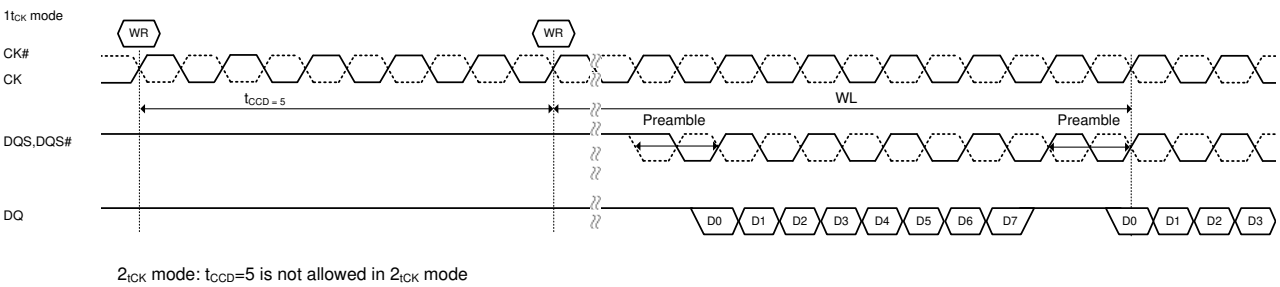 1tCK mode
WR WR
CK#
CK
tCCD = 5 WL
Preamble Preamble
DQS,DQS#
DQ D0 D1 D2 D3 D4 D5 D6 D7 D0 D1 D2 D3
2tCK mode: tCCD=5 is not allowed in 2tCK mode